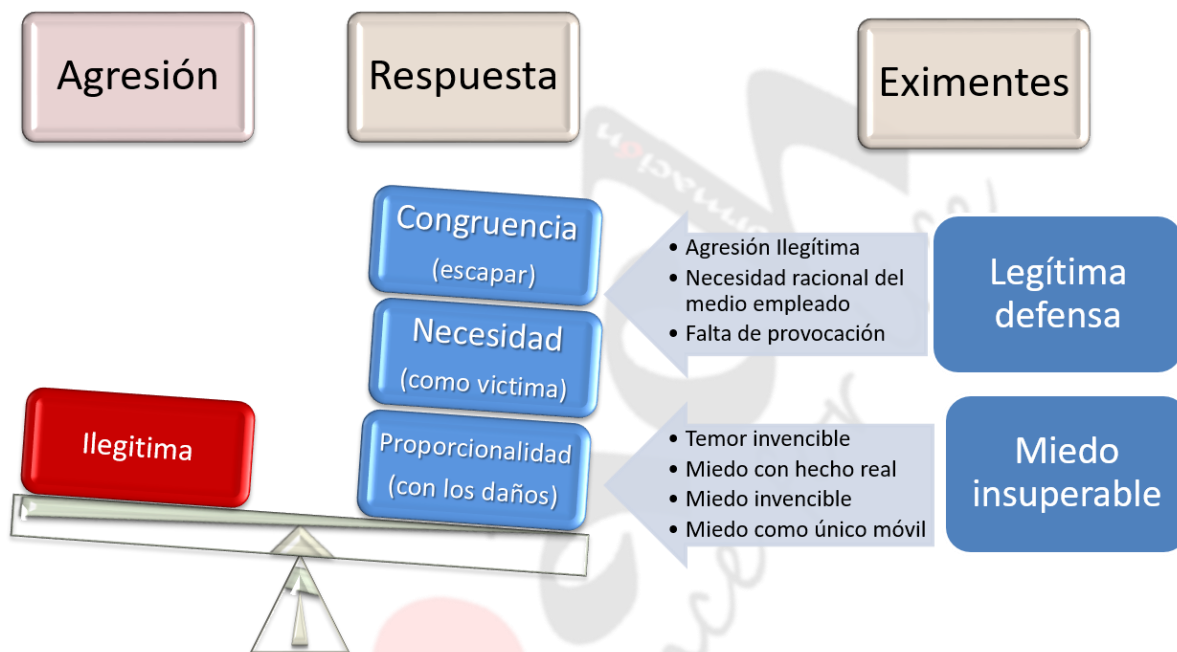 Agresión
Respuesta
Eximentes
Congruencia
(escapar)
Necesidad
(como victima)
Proporcionalidad
(con los daños)
Ilegitima
• Agresión Ilegítima
• Necesidad racional del
medio empleado
• Falta de provocación
Legítima
defensa
• Temor invencible
• Miedo con hecho real
• Miedo invencible
• Miedo como único móvil
Miedo
insuperable